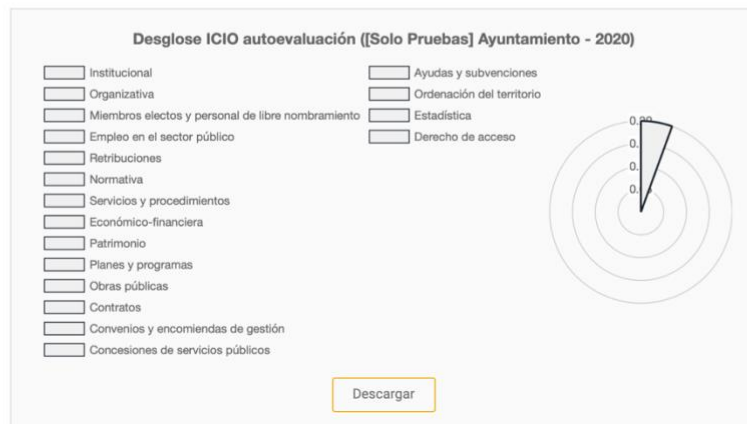 Desglose ICIO autoevaluación ([Solo Pruebas] Ayuntamiento - 2020)
Institucional
Organizativa
Miembros electos y personal de libre nombramiento
Empleo en el sector público
Retribuciones
Normativa
Servicios y procedimientos
Económico-financiera
Patrimonio
Planes y programas
Obras públicas
Contratos
Convenios y encomiendas de gestión
Concesiones de servicios públicos
Ayudas y subvenciones
Ordenación del territorio
Estadística
Derecho de acceso
Descargar